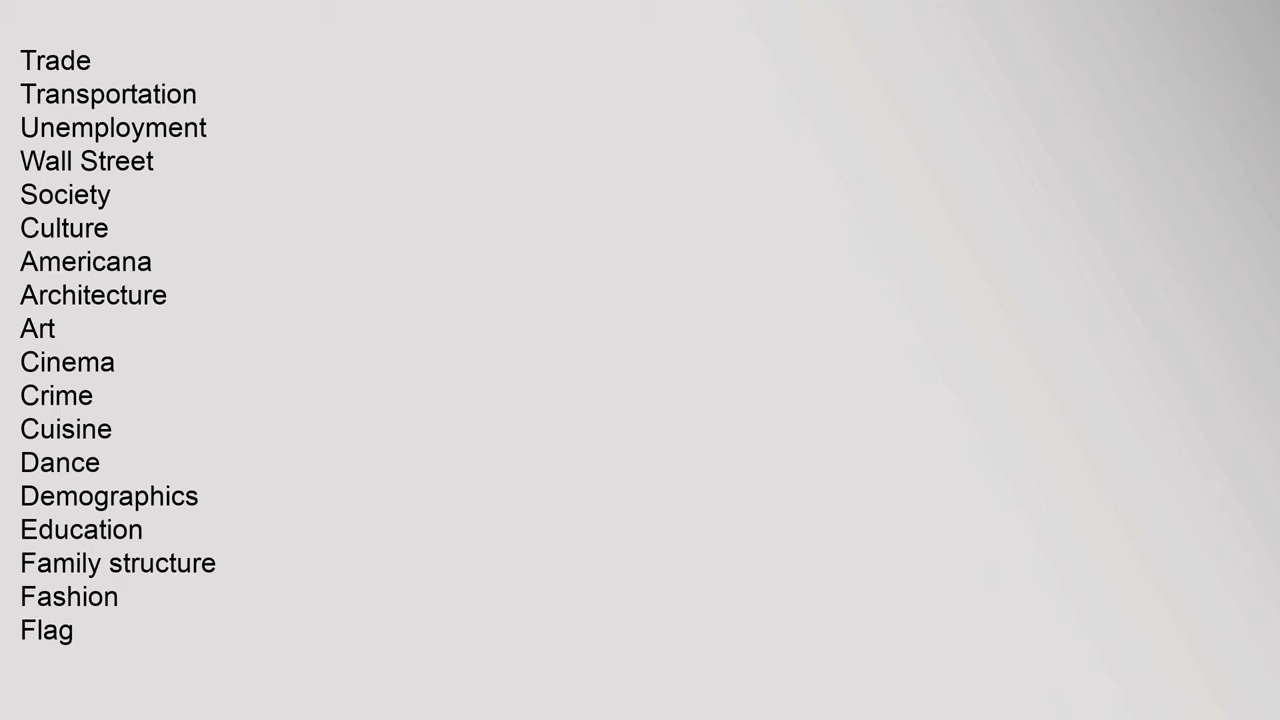 Trade
Transportation
Unemployment
Wall Street
Society
Culture
Americana
Architecture
Art
Cinema
Crime
Cuisine
Dance
Demographics
Education
Family structure
Fashion
Flag